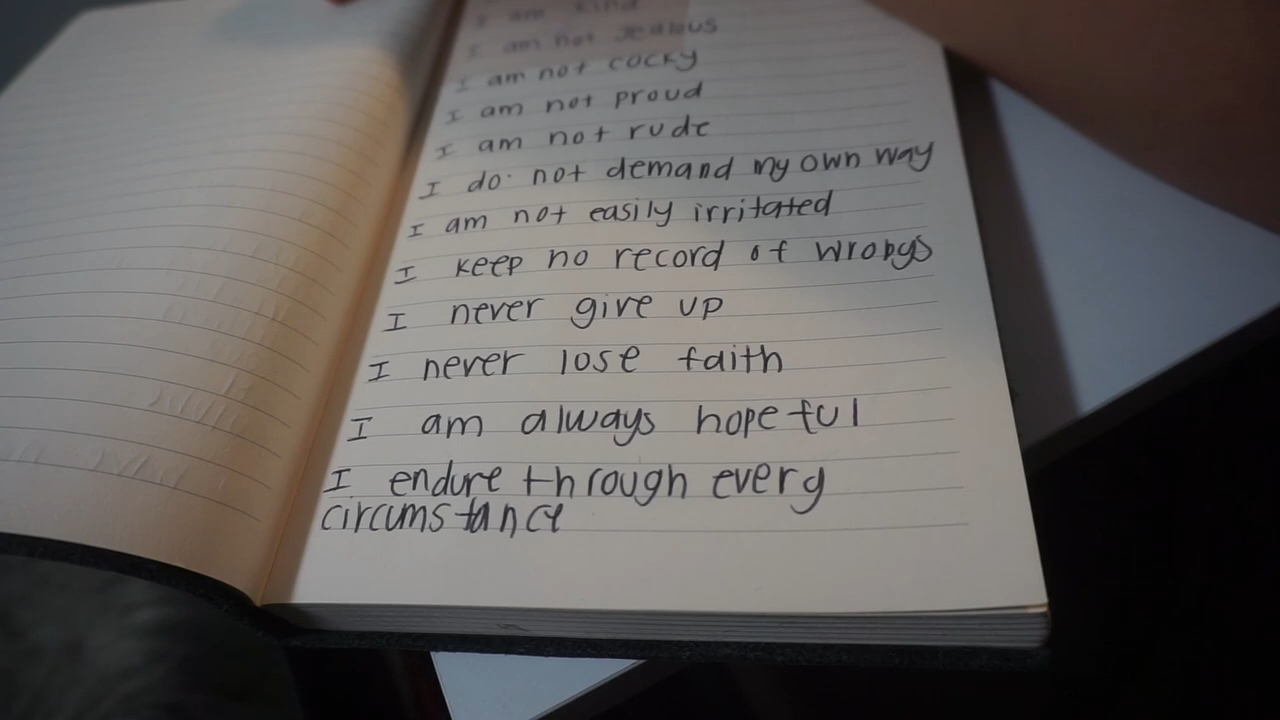 I am kind
I am not jealous
I am not cocky
I am not proud
I am not rude
I do not demand my own way
I am not easily irritated
I keep no record of wrongs
I never give up
I never lose faith
I am always hopeful
I endure through every
circumstance